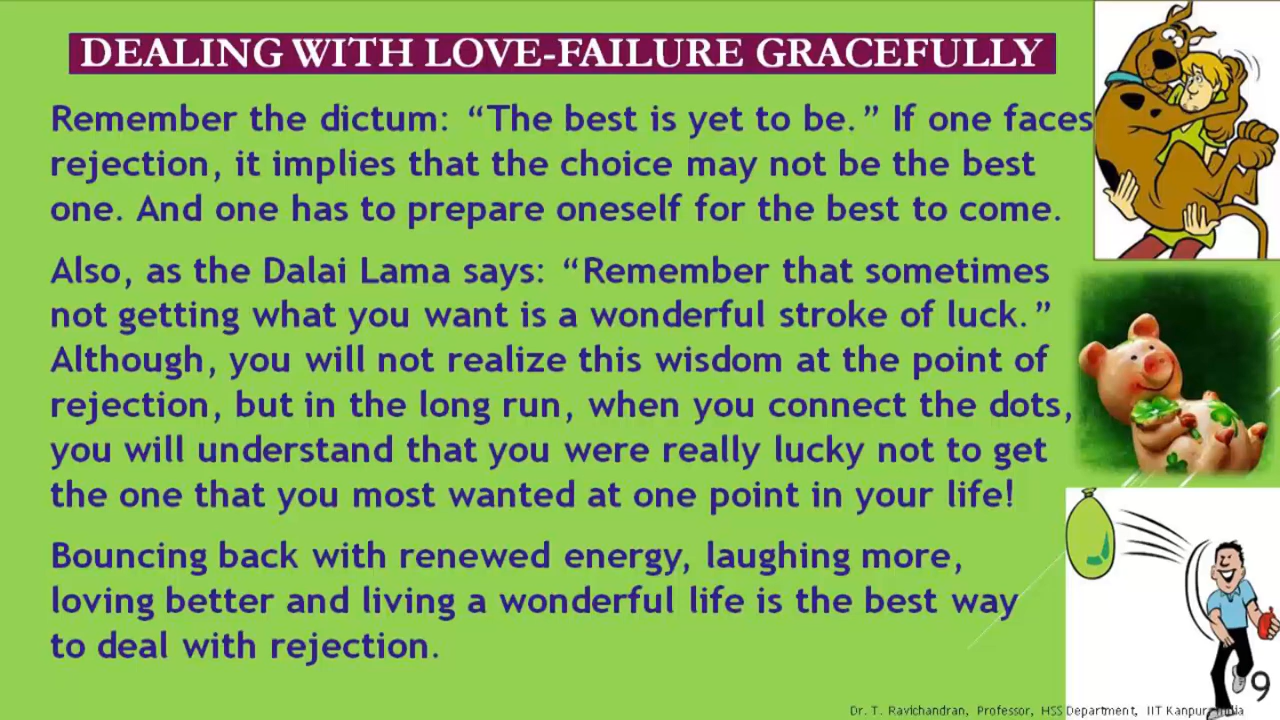 DEALING WITH LOVE-FAILURE GRACEFULLY
Remember the dictum: “The best is yet to be.” If one faces
rejection, it implies that the choice may not be the best
one. And one has to prepare oneself for the best to come.
Also, as the Dalai Lama says: “Remember that sometimes
not getting what you want is a wonderful stroke of luck.”
Although, you will not realize this wisdom at the point of
rejection, but in the long run, when you connect the dots,
you will understand that you were really lucky not to get
the one that you most wanted at one point in your life!
Bouncing back with renewed energy, laughing more,
loving better and living a wonderful life is the best way
to deal with rejection.
9
Dr. T. Ravichandran, Professor, HSS Department, IIT Kanpur, India